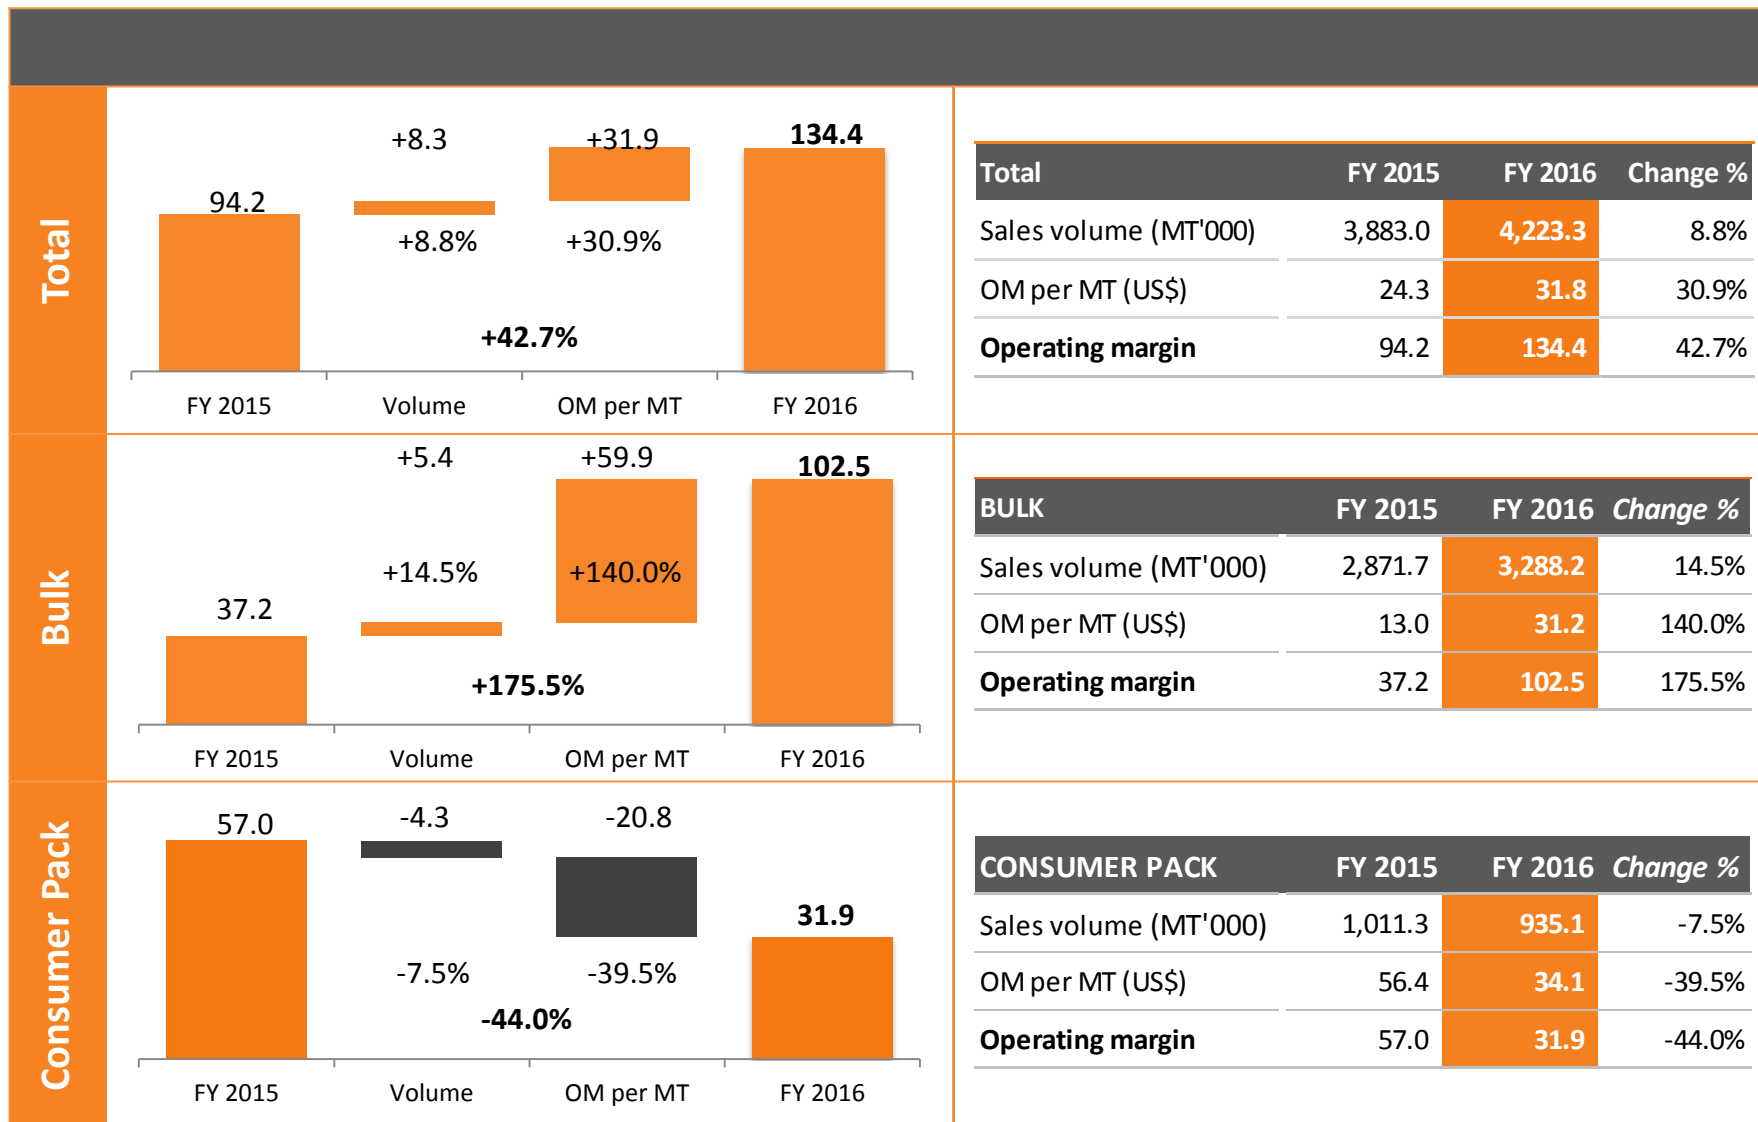 Total
+8.3 +31.9 134.4
94.2
+8.8% +30.9%
+42.7%
FY 2015 Volume OM per MT FY 2016
Total FY 2015 FY 2016 Change %
Sales volume (MT'000) 3,883.0 4,223.3 8.8%
OM per MT (US$) 24.3 31.8 30.9%
Operating margin 94.2 134.4 42.7%
Bulk
+5.4 +59.9 102.5
+14.5% +140.0%
37.2
+175.5%
FY 2015 Volume OM per MT FY 2016
BULK FY 2015 FY 2016 Change %
Sales volume (MT'000) 2,871.7 3,288.2 14.5%
OM per MT (US$) 13.0 31.2 140.0%
Operating margin 37.2 102.5 175.5%
Consumer Pack
57.0 -4.3 -20.8
31.9
-7.5% -39.5%
-44.0%
FY 2015 Volume OM per MT FY 2016
CONSUMER PACK FY 2015 FY 2016 Change %
Sales volume (MT'000) 1,011.3 935.1 -7.5%
OM per MT (US$) 56.4 34.1 -39.5%
Operating margin 57.0 31.9 -44.0%